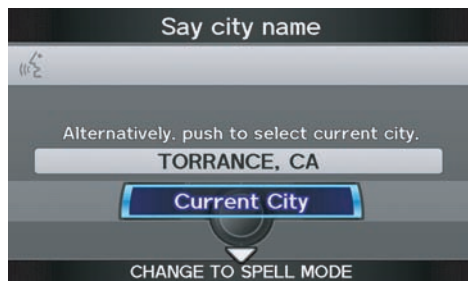 Say city name
Alternatively, push to select current city.
TORRANCE, CA
Current City
CHANGE TO SPELL MODE